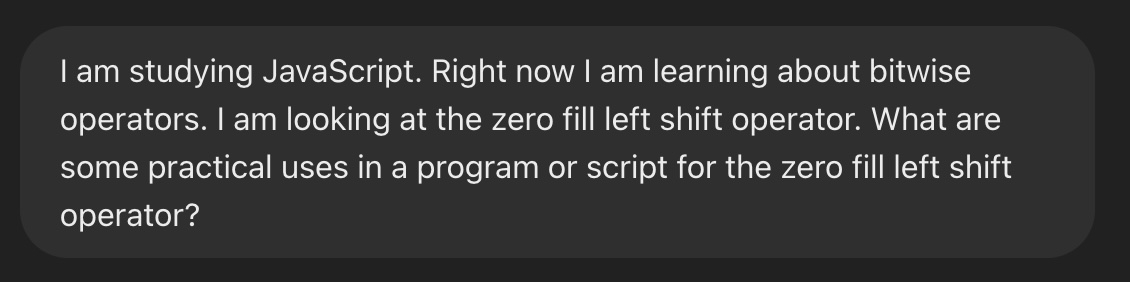 I am studying JavaScript. Right now I am learning about bitwise
operators. I am looking at the zero fill left shift operator. What are
some practical uses in a program or script for the zero fill left shift
operator?